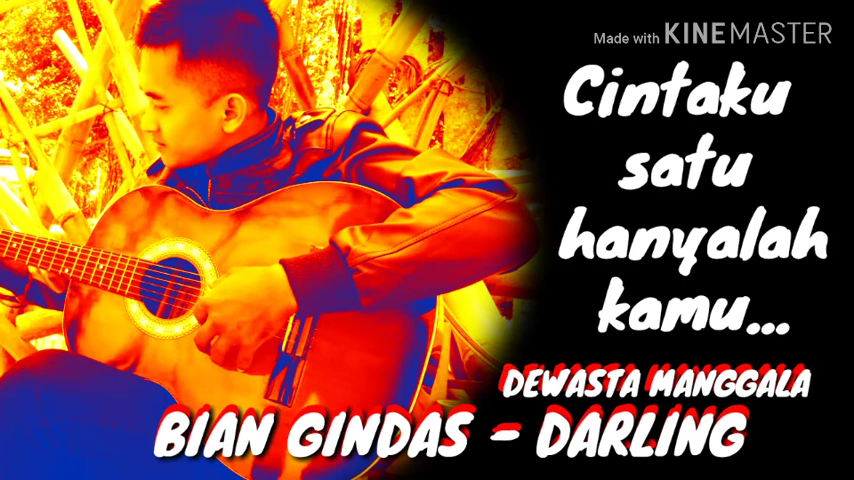 Made with KINEMASTER
Cintaku
satu
hanyalah
kamu...
DEWASTA MANGGALA
BIAN GINDAS - DARLING